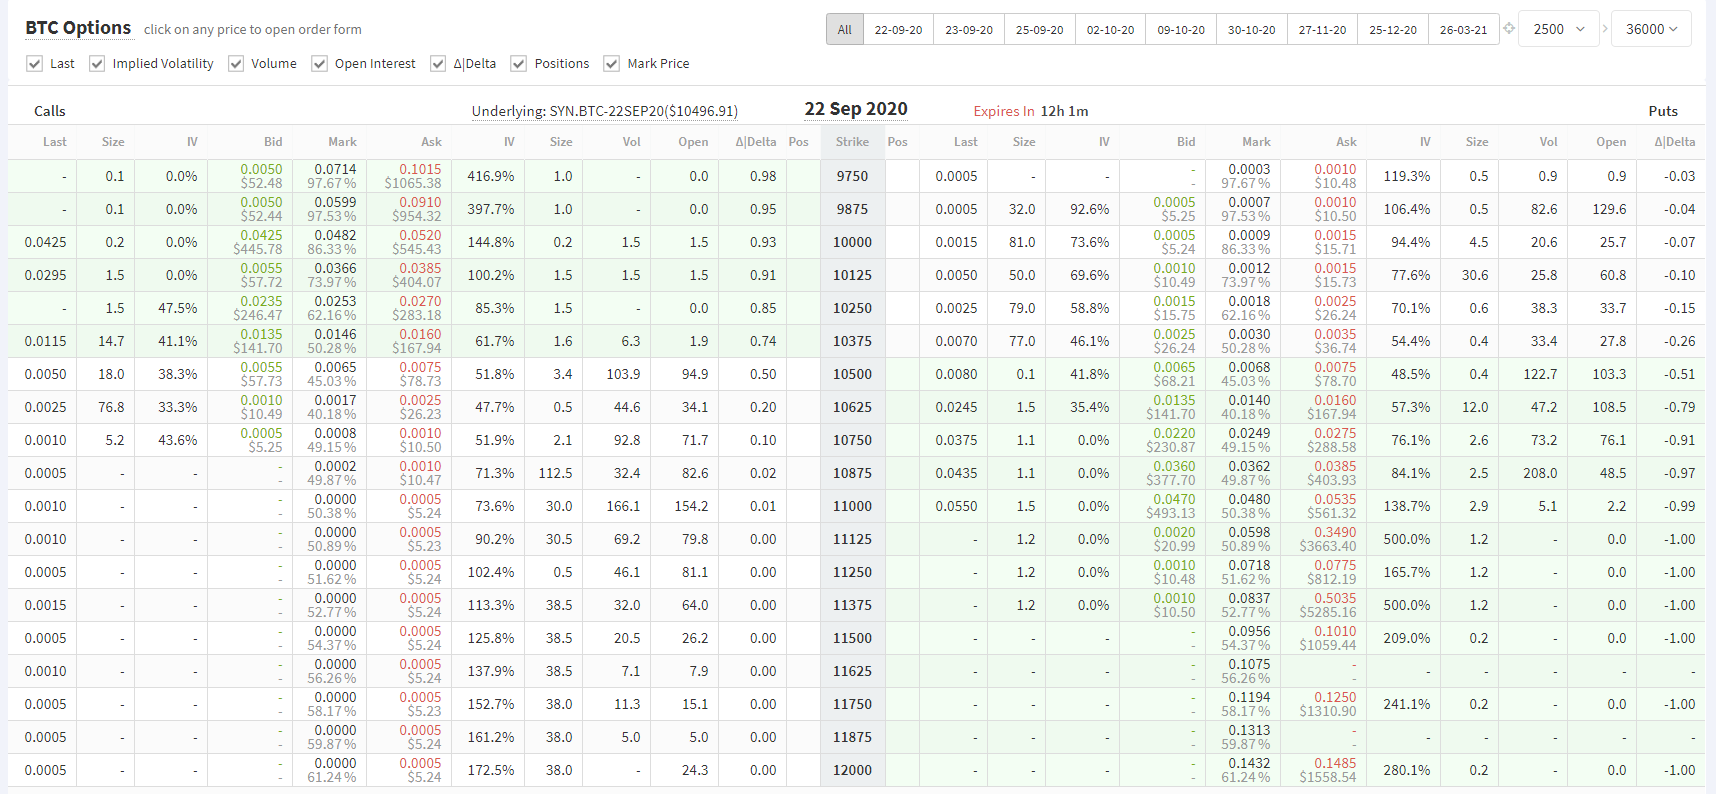 BTC Options click on any price to open order form All 22-09-20 23-09-20 25-09-20 02-10-20 09-10-20 30-10-20 27-11-20 25-12-20 26-03-21 2500 36000
Last Implied Volatility Volume Open Interest Δ|Delta Positions Mark Price
Calls Underlying: SYN.BTC-22SEP20($10496.91) 22 Sep 2020 Expires In 12h 1m Puts
Last Size IV Bid Mark Ask IV Size Vol Open Δ|Delta Pos Strike Pos Last Size IV Bid Mark Ask IV Size Vol Open Δ|Delta
- 0.1 0.0% 0.0050 0.0714 0.1015 416.9% 1.0 - 0.0 0.98 9750 0.0005 - - - 0.0003 0.0010 119.3% 0.5 0.9 0.9 -0.03
$52.48 97.67% $1065.38 - 97.67% $10.48
- 0.1 0.0% 0.0050 0.0599 0.0910 397.7% 1.0 - 0.0 0.95 9875 0.0005 32.0 92.6% 0.0005 0.0007 0.0010 106.4% 0.5 82.6 129.6 -0.04
$52.44 97.53% $954.32 $5.25 97.53% $10.50
0.0425 0.2 0.0% 0.0425 0.0482 0.0520 144.8% 0.2 1.5 1.5 0.93 10000 0.0015 81.0 73.6% 0.0005 0.0009 0.0015 94.4% 4.5 20.6 25.7 -0.07
$445.78 86.33% $545.43 $5.24 86.33% $15.71
0.0295 1.5 0.0% 0.0055 0.0366 0.0385 100.2% 1.5 1.5 1.5 0.91 10125 0.0050 50.0 69.6% 0.0010 0.0012 0.0015 77.6% 30.6 25.8 60.8 -0.10
$57.72 73.97% $404.07 $10.49 73.97% $15.73
- 1.5 47.5% 0.0235 0.0253 0.0270 85.3% 1.5 - 0.0 0.85 10250 0.0025 79.0 58.8% 0.0015 0.0018 0.0025 70.1% 0.6 38.3 33.7 -0.15
$246.47 62.16% $283.18 $15.75 62.16% $26.24
0.0115 14.7 41.1% 0.0135 0.0146 0.0160 61.7% 1.6 6.3 1.9 0.74 10375 0.0070 77.0 46.1% 0.0025 0.0030 0.0035 54.4% 0.4 33.4 27.8 -0.26
$141.70 50.28% $167.94 $26.24 50.28% $36.74
0.0050 18.0 38.3% 0.0055 0.0065 0.0075 51.8% 3.4 103.9 94.9 0.50 10500 0.0080 0.1 41.8% 0.0065 0.0068 0.0075 48.5% 0.4 122.7 103.3 -0.51
$57.73 45.03% $78.73 $68.21 45.03% $78.70
0.0025 76.8 33.3% 0.0010 0.0017 0.0025 47.7% 0.5 44.6 34.1 0.20 10625 0.0245 1.5 35.4% 0.0135 0.0140 0.0160 57.3% 12.0 47.2 108.5 -0.79
$10.49 40.18% $26.23 $141.70 40.18% $167.94
0.0010 5.2 43.6% 0.0005 0.0008 0.0010 51.9% 2.1 92.8 71.7 0.10 10750 0.0375 1.1 0.0% 0.0220 0.0249 0.0275 76.1% 2.6 73.2 76.1 -0.91
$5.25 49.15% $10.50 $230.87 49.15% $288.58
0.0005 - - - 0.0002 0.0010 71.3% 112.5 32.4 82.6 0.02 10875 0.0435 1.1 0.0% 0.0360 0.0362 0.0385 84.1% 2.5 208.0 48.5 -0.97
- 49.87% $10.47 $377.70 49.87% $403.93
0.0010 - - - 0.0000 0.0005 73.6% 30.0 166.1 154.2 0.01 11000 0.0550 1.5 0.0% 0.0470 0.0480 0.0535 138.7% 2.9 5.1 2.2 -0.99
- 50.38% $5.24 $493.13 50.38% $561.32
0.0010 - - - 0.0000 0.0005 90.2% 30.5 69.2 79.8 0.00 11125 - 1.2 0.0% 0.0020 0.0598 0.3490 500.0% 1.2 - 0.0 -1.00
- 50.89% $5.23 $20.99 50.89% $3663.40
0.0005 - - - 0.0000 0.0005 102.4% 0.5 46.1 81.1 0.00 11250 - 1.2 0.0% 0.0010 0.0718 0.0775 165.7% 1.2 - 0.0 -1.00
- 51.62% $5.24 $10.48 51.62% $812.19
0.0015 - - - 0.0000 0.0005 113.3% 38.5 32.0 64.0 0.00 11375 - 1.2 0.0% 0.0010 0.0837 0.5035 500.0% 1.2 - 0.0 -1.00
- 52.77% $5.24 $10.50 52.77% $5285.16
0.0005 - - - 0.0000 0.0005 125.8% 38.5 20.5 26.2 0.00 11500 - - - - 0.0956 0.1010 209.0% 0.2 - 0.0 -1.00
- 54.37% $5.24 - 54.37% $1059.44
0.0010 - - - 0.0000 0.0005 137.9% 38.5 7.1 7.9 0.00 11625 - - - - 0.1075 - - - - - -
- 56.26% $5.24 - 56.26% -
0.0005 - - - 0.0000 0.0005 152.7% 38.0 11.3 15.1 0.00 11750 - - - - 0.1194 0.1250 241.1% 0.2 - 0.0 -1.00
- 58.17% $5.23 - 58.17% $1310.90
0.0005 - - - 0.0000 0.0005 161.2% 38.0 5.0 5.0 0.00 11875 - - - - 0.1313 - - - - - -
- 59.87% $5.24 - 59.87% -
0.0005 - - - 0.0000 0.0005 172.5% 38.0 - 24.3 0.00 12000 - - - - 0.1432 0.1485 280.1% 0.2 - 0.0 -1.00
- 61.24% $5.24 - 61.24% $1558.54